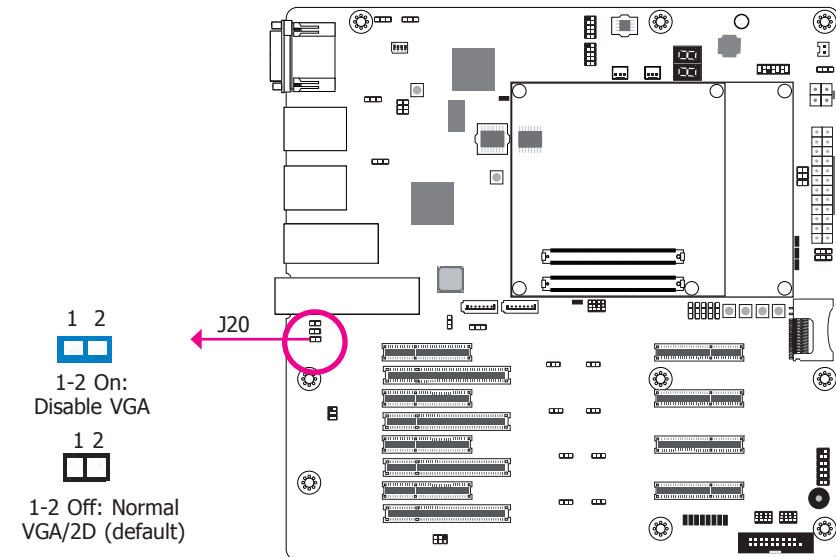 J20
1 2
1-2 On:
Disable VGA
1 2
1-2 Off: Normal
VGA/2D (default)